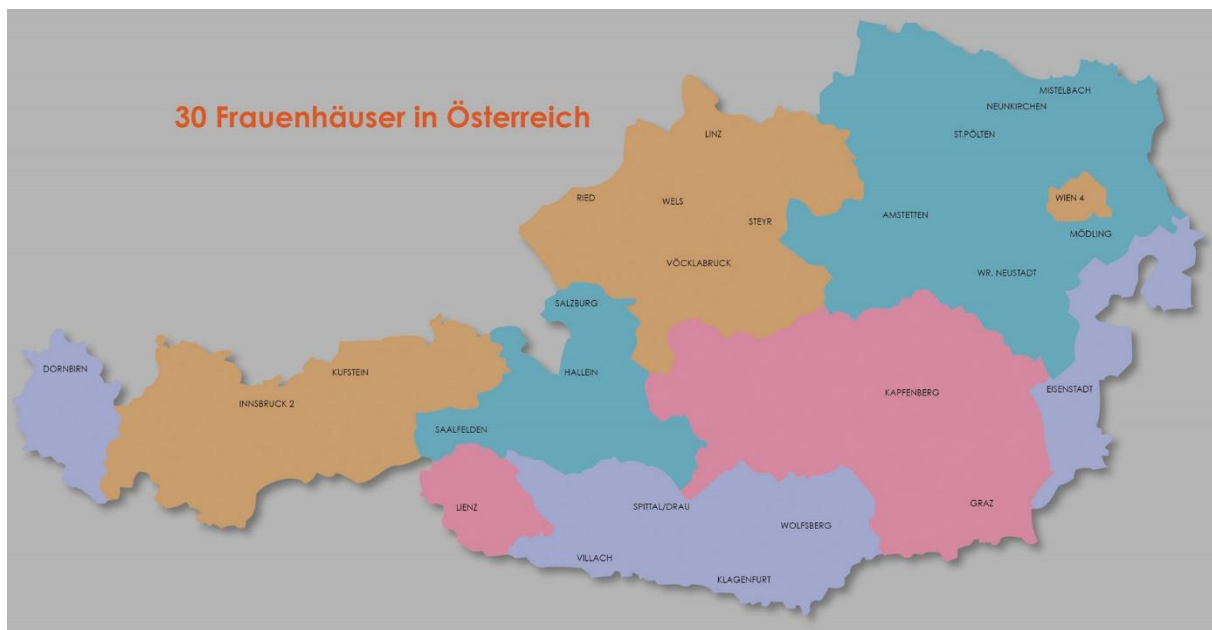 30 Frauenhäuser in Österreich
MISTELBACH
NEUNKIRCHEN
LINZ
ST.PÖLTEN
RIED
WELS
WIEN 4
STEYR
AMSTETTEN
MÖDLING
VÖCKLABRUCK
WR. NEUSTADT
SALZBURG
DORNBIRN
KUFSTEIN
HALLEIN
EISENSTADT
KAPFENBERG
INNSBRUCK 2
SAALFELDEN
LIENZ
SPITTAL/DRAU
GRAZ
WOLFSBERG
VILLACH
KLAGENFURT